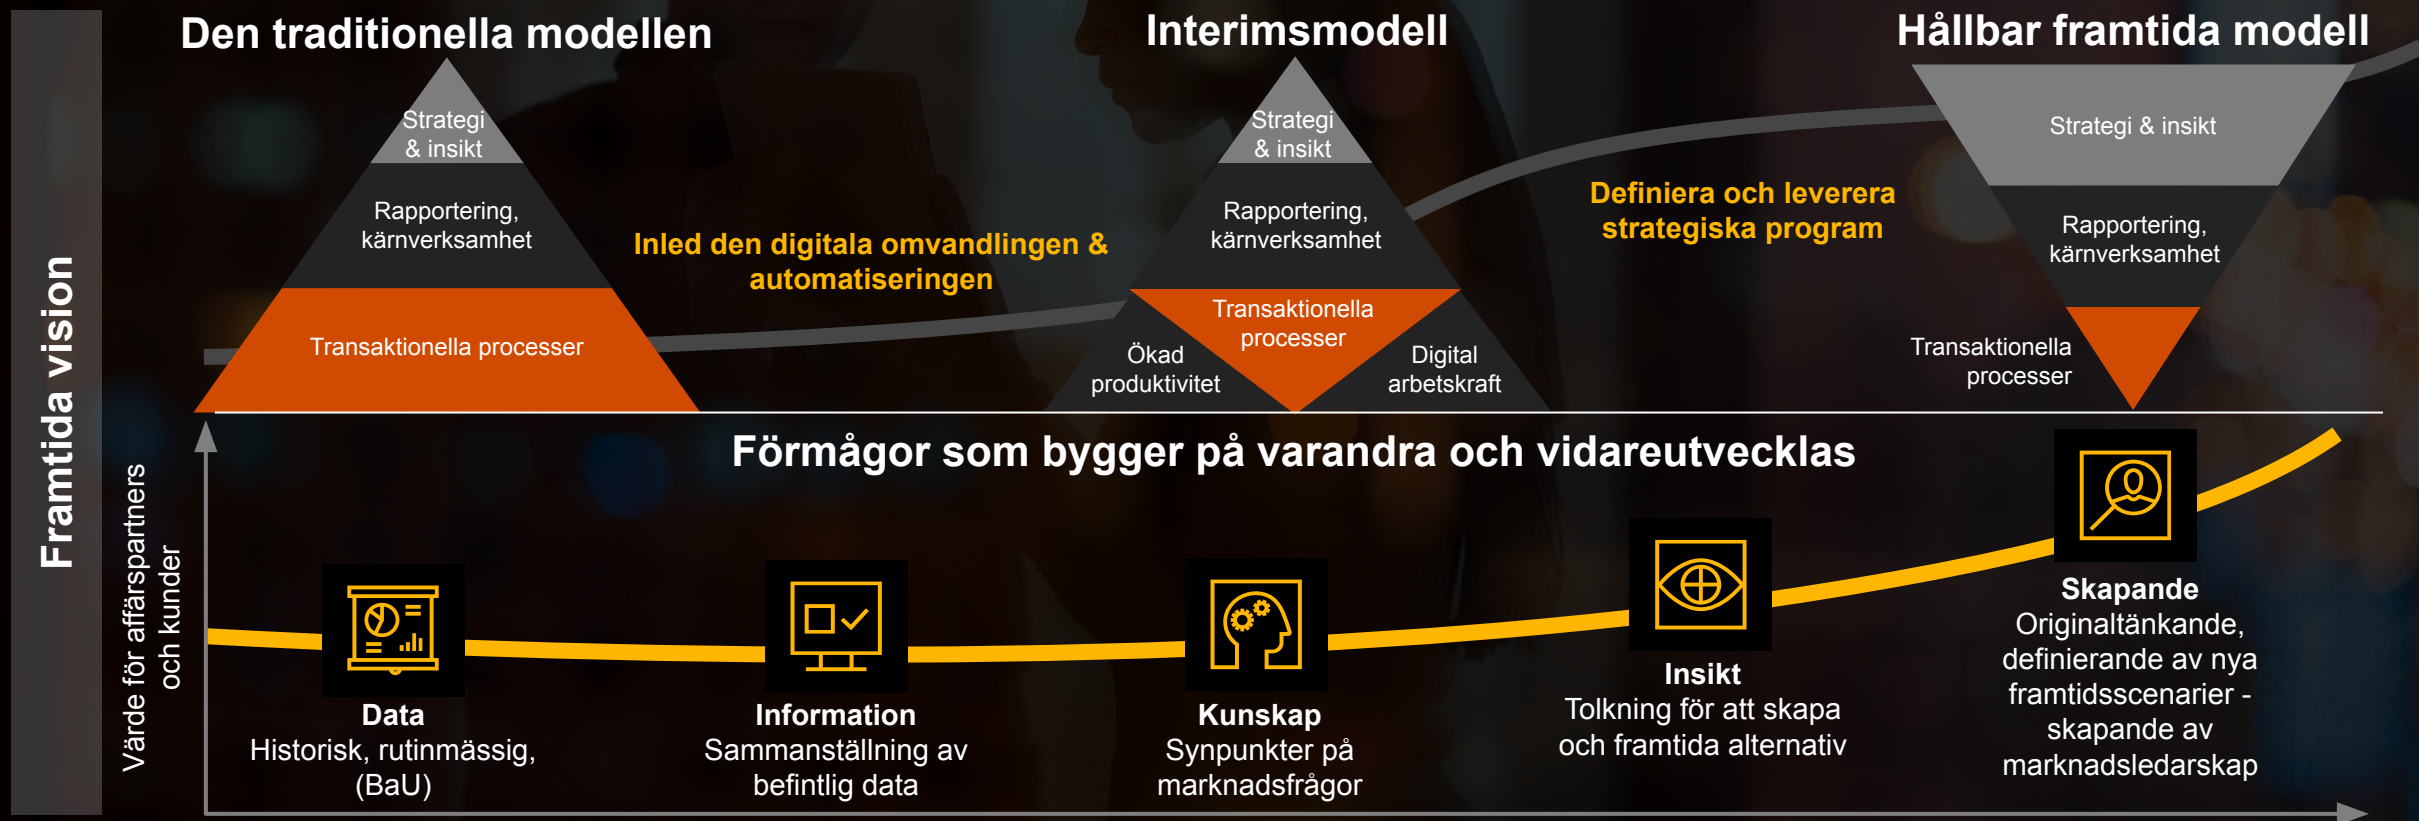 Framtida vision
Den traditionella modellen
Strategi
& insikt
Rapportering,
kärnverksamhet
Transaktionella processer
Inled den digitala omvandlingen &
automatiseringen
Interimsmodell
Strategi
& insikt
Rapportering,
kärnverksamhet
Transaktionella
processer
Ökad
produktivitet
Digital
arbetskraft
Definiera och leverera
strategiska program
Hållbar framtida modell
Strategi & insikt
Rapportering,
kärnverksamhet
Transaktionella
processer
Förmågor som bygger på varandra och vidareutvecklas
Värde för affärspartners
och kunder
Data
Historisk, rutinmässig,
(BaU)
Information
Sammanställning av
befintlig data
Kunskap
Synpunkter på
marknadsfrågor
Insikt
Tolkning för att skapa
och framtida alternativ
Skapande
Originaltänkande,
definierande av nya
framtidsscenarier -
skapande av
marknadsledarskap